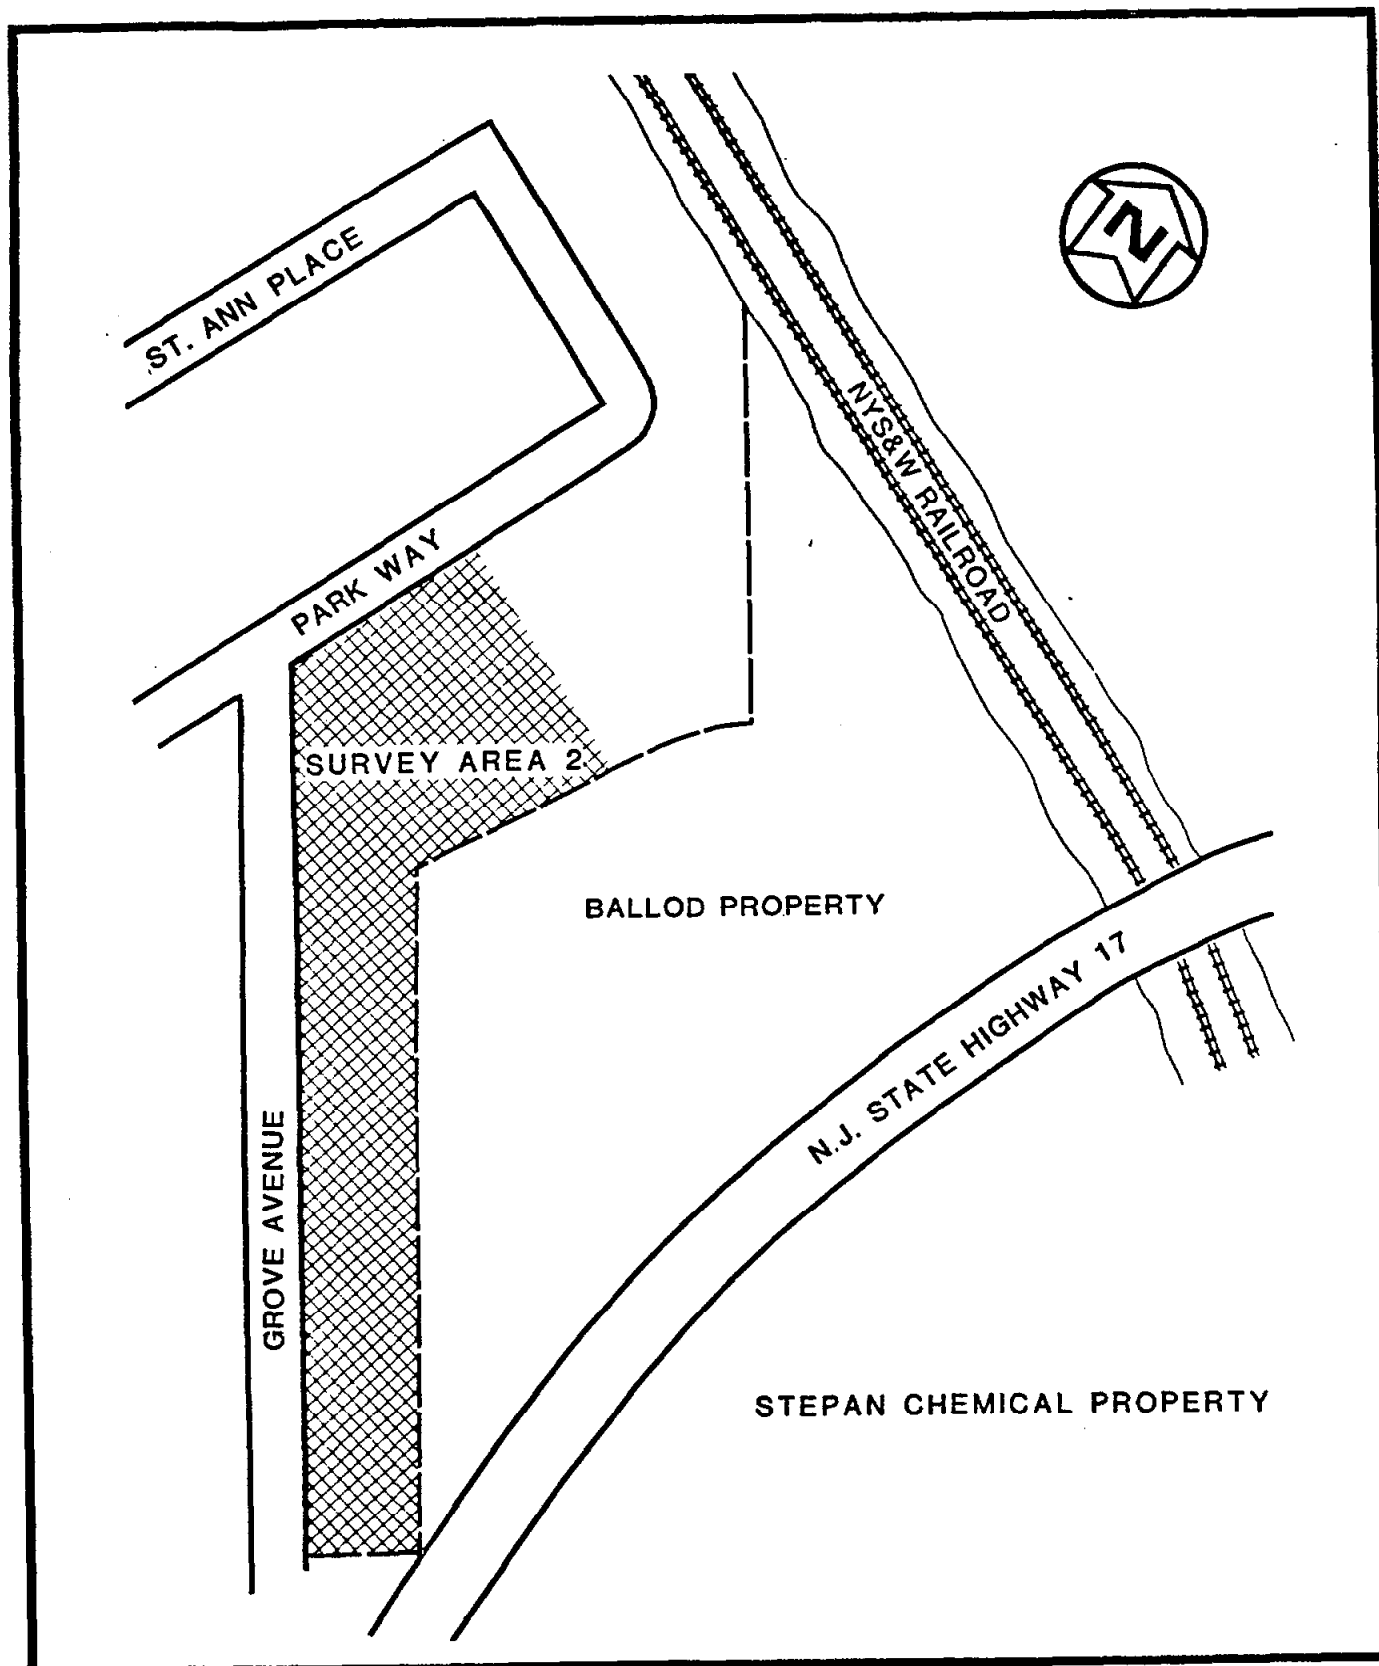 ST. ANN PLACE
N
NYS&W RAILROAD
PARK WAY
SURVEY AREA 2
BALLOD PROPERTY
N.J. STATE HIGHWAY 17
GROVE AVENUE
STEPAN CHEMICAL PROPERTY